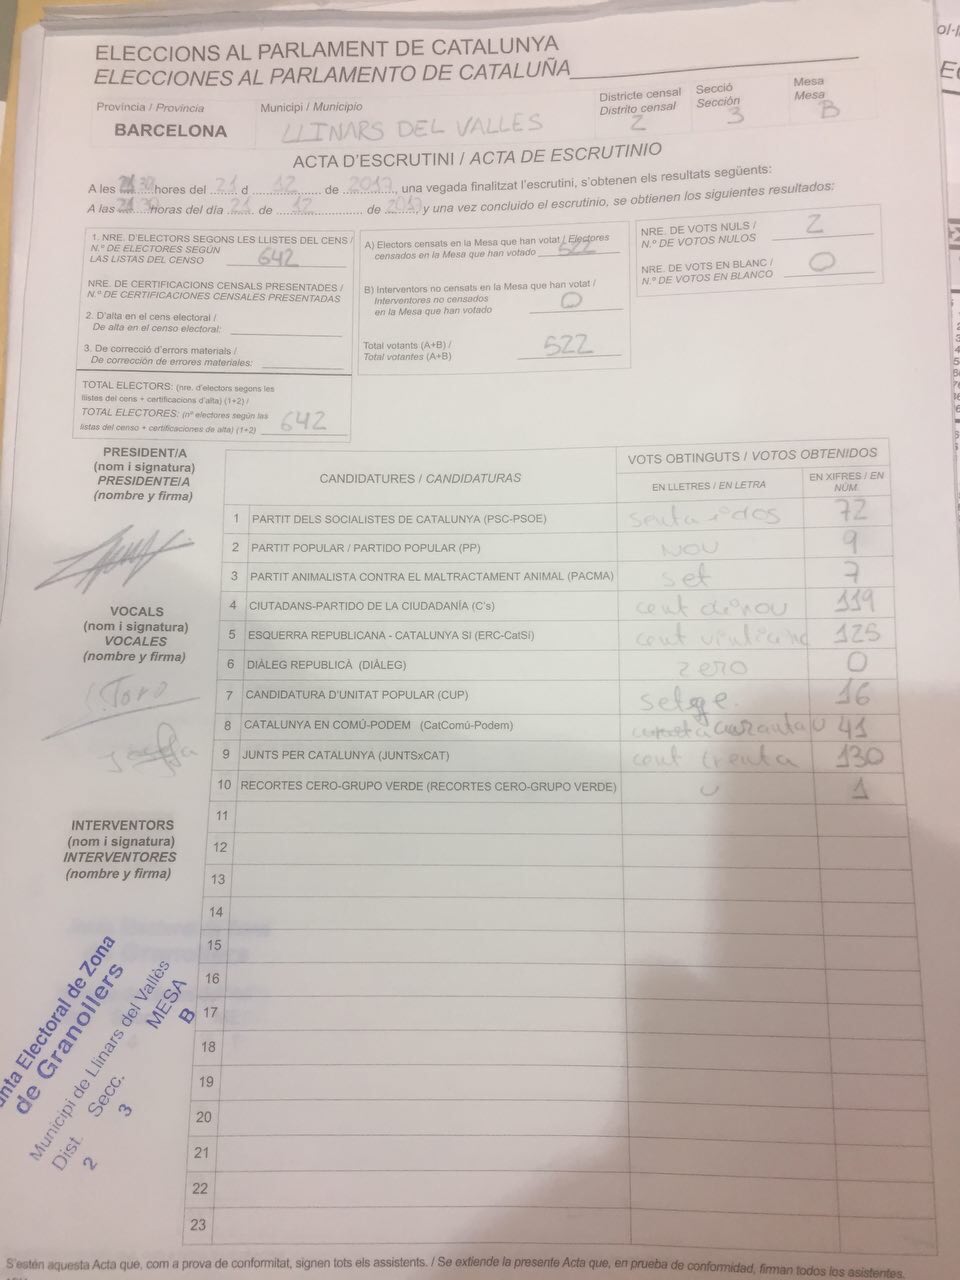 ELECCIONS AL PARLAMENT DE CATALUNYA
ELECCIONES AL PARLAMENTO DE CATALUÑA
Província / Provincia
BARCELONA
Municipi / Municipio
LLINARS DEL VALLES
Districte censal
Distrito censal
2
Secció
Sección
3
Mesa
Mesa
B
ACTA D'ESCRUTINI / ACTA DE ESCRUTINIO
A les hores del 21 d 12 de 2017, una vegada finalitzat l'escrutini, s'obtenen els resultats següents:
A las horas del día 21 de 12 de 2017 y una vez concluido el escrutinio, se obtienen los siguientes resultados:
1. NRE. D'ELECTORS SEGONS LES LLISTES DEL CENS /
N.º DE ELECTORES SEGÚN
LAS LISTAS DEL CENSO 642
NRE. DE CERTIFICACIONS CENSALS PRESENTADES /
N.º DE CERTIFICACIONES CENSALES PRESENTADAS
2. D'alta en el cens electoral /
De alta en el censo electoral:
3. De correcció d'errors materials /
De corrección de errores materiales:
TOTAL ELECTORS: (nre. d'electors segons les
llistes del cens + certificacions d'alta) (1+2) /
TOTAL ELECTORES: (nº electores según las
listas del censo + certificaciones de alta) (1+2) 642
A) Electors censats en la Mesa que han votat / Electores
censados en la Mesa que han votado 522
B) Interventors no censats en la Mesa que han votat /
Interventores no censados
en la Mesa que han votado 0
Total votants (A+B) /
Total votantes (A+B) 522
NRE. DE VOTS NULS /
N.º DE VOTOS NULOS 2
NRE. DE VOTS EN BLANC /
N.º DE VOTOS EN BLANCO 0
PRESIDENT/A
(nom i signatura)
PRESIDENTE/A
(nombre y firma)
VOCALS
(nom i signatura)
VOCALES
(nombre y firma)
Toro
INTERVENTORS
(nom i signatura)
INTERVENTORES
(nombre y firma)
CANDIDATURES / CANDIDATURAS
VOTS OBTINGUTS / VOTOS OBTENIDOS
EN LLETRES / EN LETRA
EN XIFRES / EN NÚM.
1 PARTIT DELS SOCIALISTES DE CATALUNYA (PSC-PSOE) 72
2 PARTIT POPULAR / PARTIDO POPULAR (PP) NOU 9
3 PARTIT ANIMALISTA CONTRA EL MALTRACTAMENT ANIMAL (PACMA) set 7
4 CIUTADANS-PARTIDO DE LA CIUDADANÍA (C's) cent dinou 119
5 ESQUERRA REPUBLICANA - CATALUNYA SÍ (ERC-CatSí) cent 125
6 DIÀLEG REPUBLICÀ (DIÀLEG) zero 0
7 CANDIDATURA D'UNITAT POPULAR (CUP) 16
8 CATALUNYA EN COMÚ-PODEM (CatComú-Podem) curanta u 41
9 JUNTS PER CATALUNYA (JUNTSxCAT) cent trenta 130
10 RECORTES CERO-GRUPO VERDE (RECORTES CERO-GRUPO VERDE) u 1
11
12
13
14
15
16
17
18
19
20
21
22
23
Electoral de Zona
de Granollers
Municipi de Llinars del Vallès
Dist. Secc. MESA
2 3 B
S'estén aquesta Acta que, com a prova de conformitat, signen tots els assistents. / Se extiende la presente Acta que, en prueba de conformidad, firman todos los asistentes.